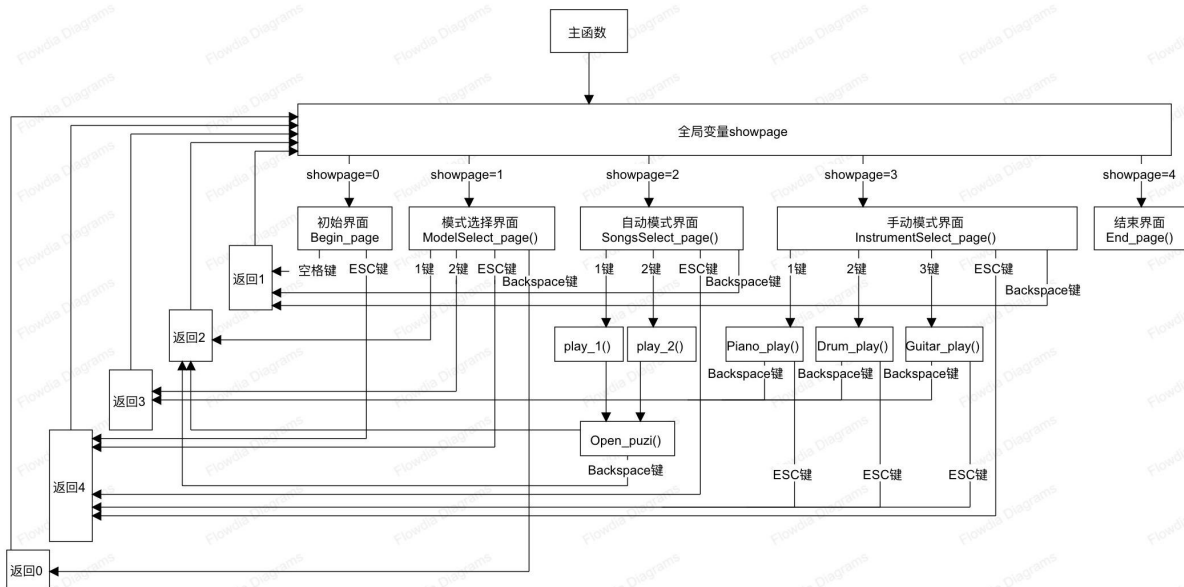 主函数
全局变量showpage
showpage=0
showpage=1
showpage=2
showpage=3
showpage=4
初始界面
Begin_page
模式选择界面
ModelSelect_page()
自动模式界面
SongsSelect_page()
手动模式界面
InstrumentSelect_page()
结束界面
End_page()
空格键
ESC键
1键
2键
ESC键
Backspace键
1键
2键
ESC键
Backspace键
1键
2键
3键
ESC键
Backspace键
返回1
返回2
play_1()
play_2()
Piano_play()
Drum_play()
Guitar_play()
Backspace键
Backspace键
Backspace键
返回3
Open_puzi()
Backspace键
ESC键
ESC键
ESC键
返回4
返回0
Flowdia Diagrams